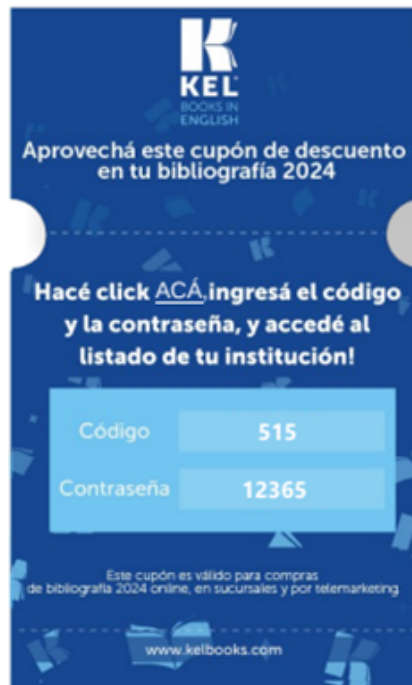 KEL
BOOKS IN
ENGLISH
Aprovechá este cupón de descuento
en tu bibliografía 2024
Hacé click ACÁ,ingresá el código
y la contraseña, y accedé al
listado de tu institución!
Código 515
Contraseña 12365
Este cupón es válido para compras
de bibliografía 2024 online, en sucursales y por telemarketing
www.kelbooks.com